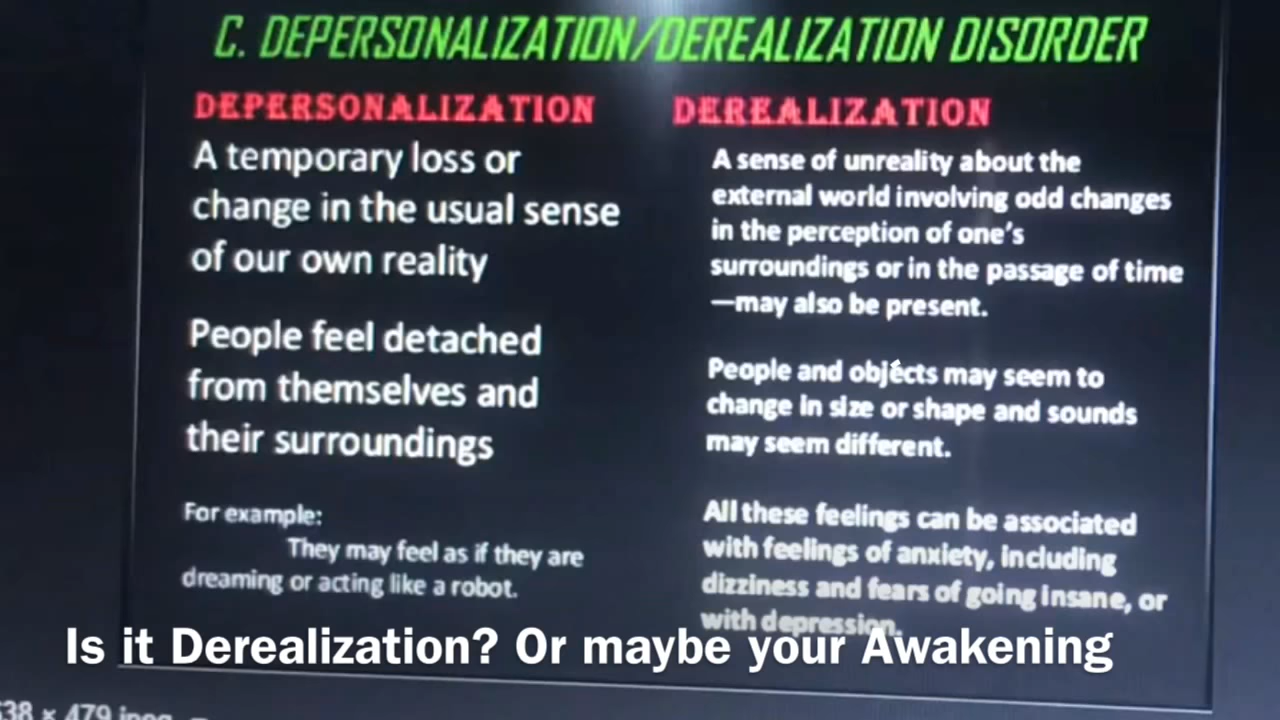 C. DEPERSONALIZATION/DEREALIZATION DISORDER
DEPERSONALIZATION
A temporary loss or
change in the usual sense
of our own reality
People feel detached
from themselves and
their surroundings
For example:
They may feel as if they are
dreaming or acting like a robot.
DEREALIZATION
A sense of unreality about the
external world involving odd changes
in the perception of one's
surroundings or in the passage of time
—may also be present.
People and objects may seem to
change in size or shape and sounds
may seem different.
All these feelings can be associated
with feelings of anxiety, including
dizziness and fears of going insane, or
with depression.
Is it Derealization? Or maybe your Awakening
× 479 jpeg